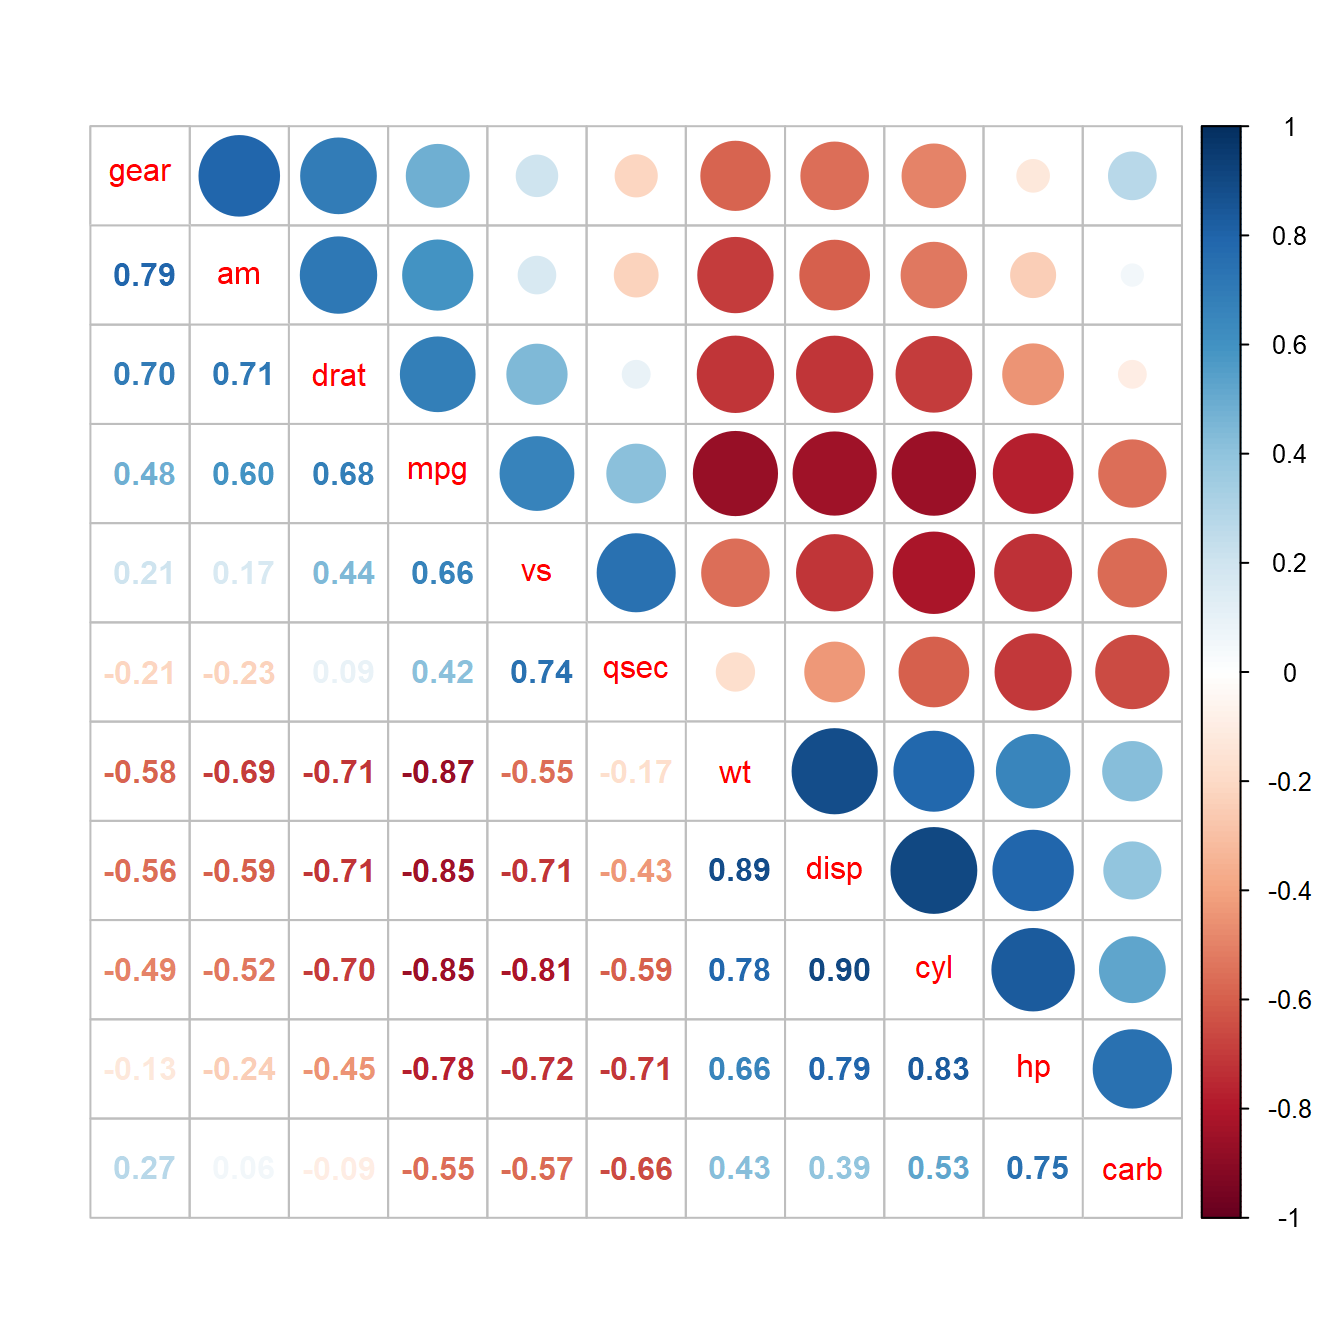 gear
0.79 am
0.70 0.71 drat
0.48 0.60 0.68 mpg
0.21 0.17 0.44 0.66 vs
-0.21 -0.23 0.09 0.42 0.74 qsec
-0.58 -0.69 -0.71 -0.87 -0.55 -0.17 wt
-0.56 -0.59 -0.71 -0.85 -0.71 -0.43 0.89 disp
-0.49 -0.52 -0.70 -0.85 -0.81 -0.59 0.78 0.90 cyl
-0.13 -0.24 -0.45 -0.78 -0.72 -0.71 0.66 0.79 0.83 hp
0.27 0.06 -0.09 -0.55 -0.57 -0.66 0.43 0.39 0.53 0.75 carb
1
0.8
0.6
0.4
0.2
0
-0.2
-0.4
-0.6
-0.8
-1